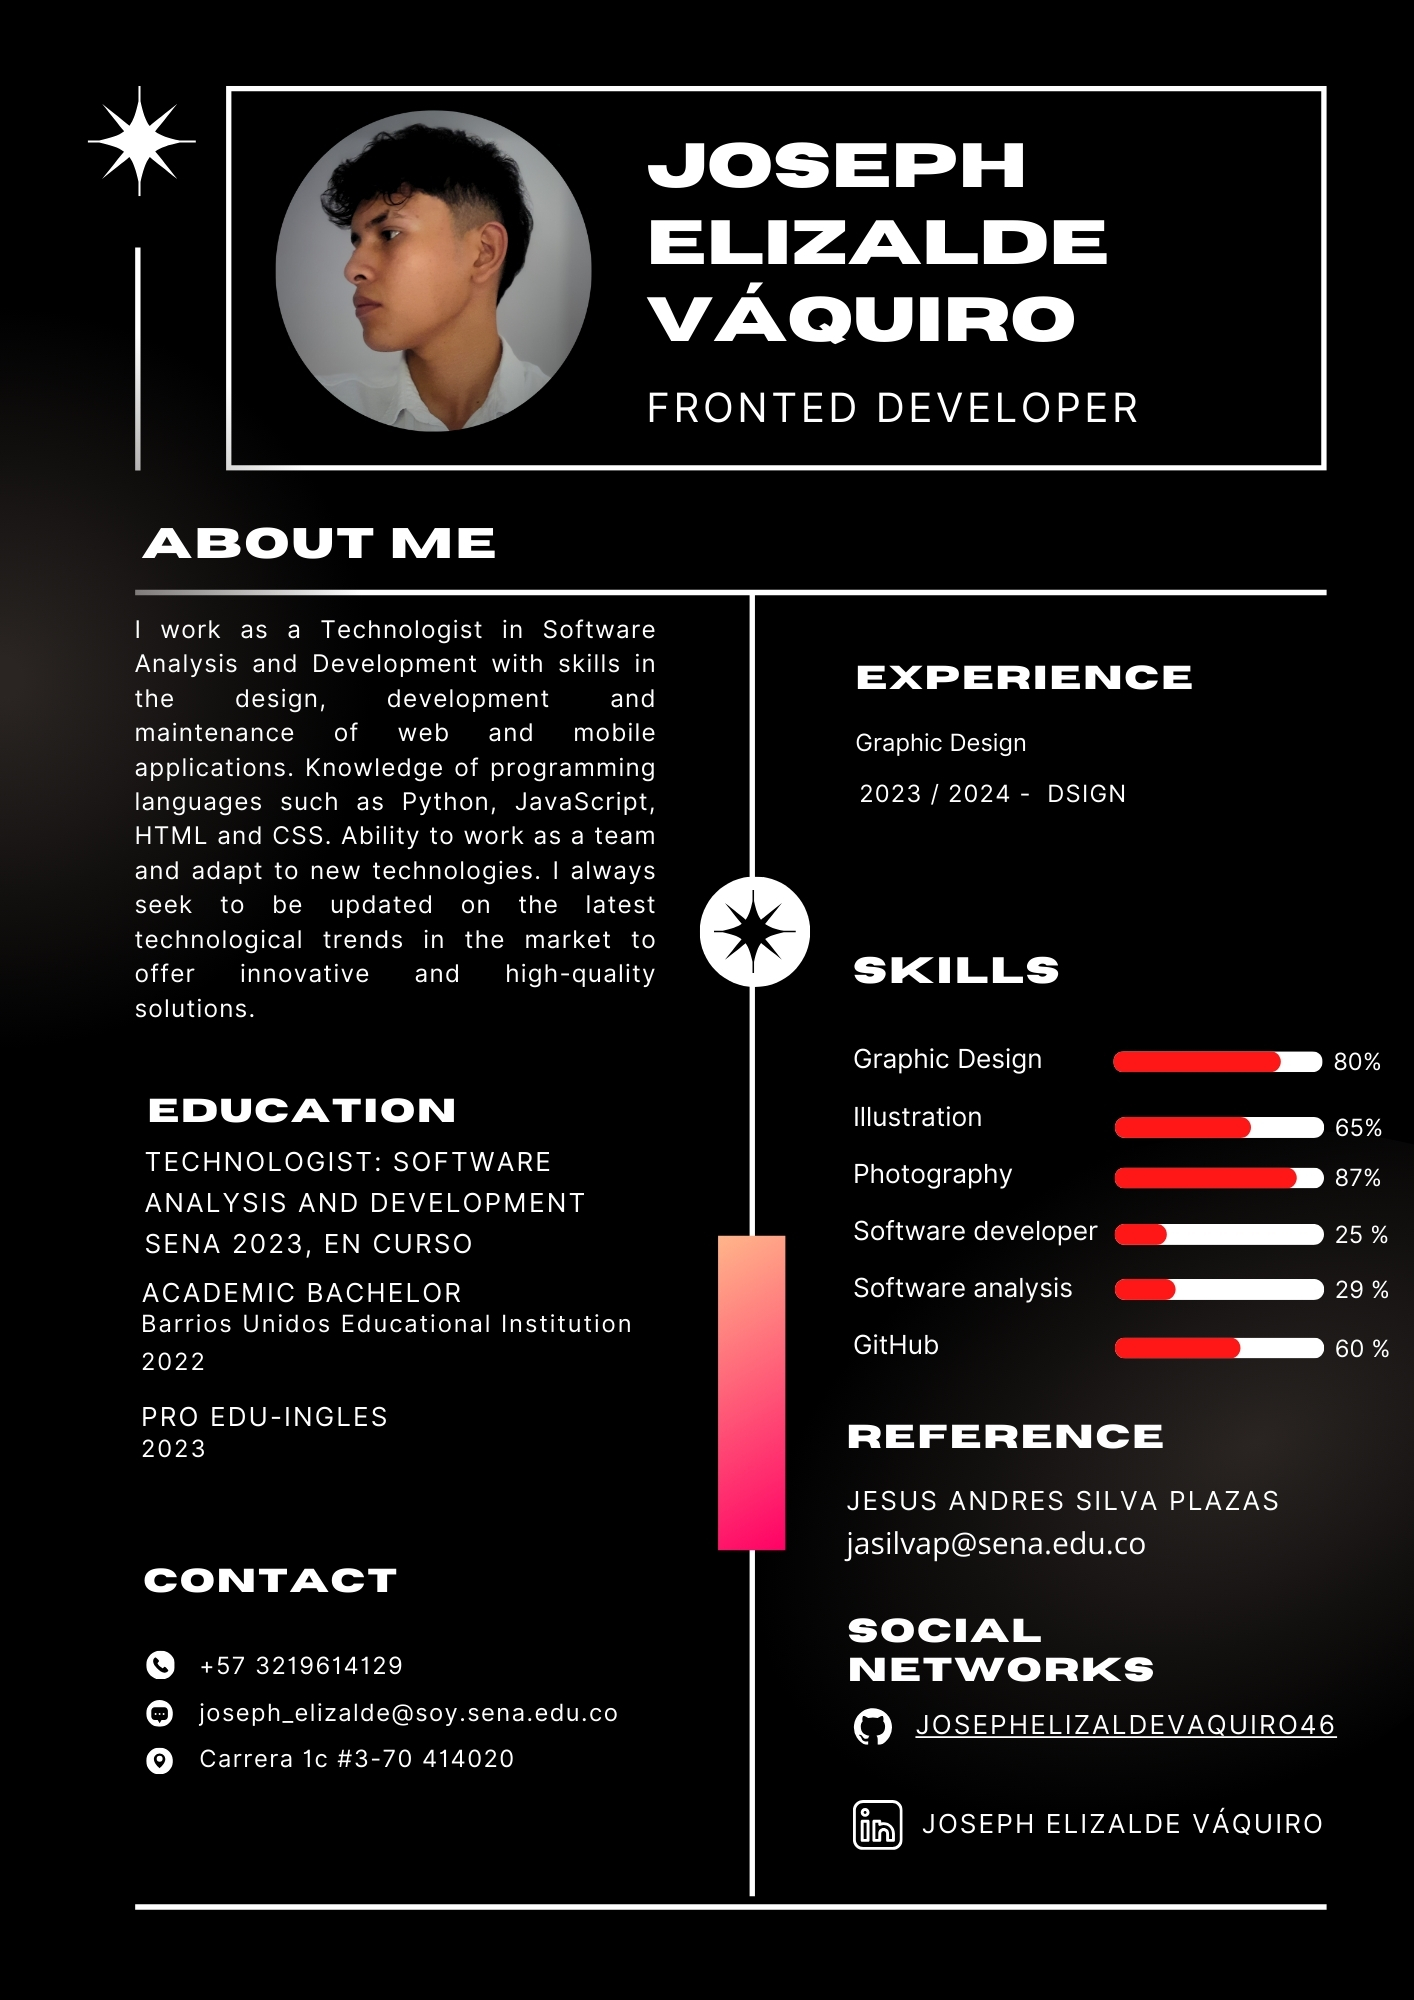 JOSEPH
ELIZALDE
VÁQUIRO
FRONTED DEVELOPER
ABOUT ME
I work as a Technologist in Software
Analysis and Development with skills in
the design, development and
maintenance of web and mobile
applications. Knowledge of programming
languages such as Python, JavaScript,
HTML and CSS. Ability to work as a team
and adapt to new technologies. I always
seek to be updated on the latest
technological trends in the market to
offer innovative and high-quality
solutions.
EDUCATION
TECHNOLOGIST: SOFTWARE
ANALYSIS AND DEVELOPMENT
SENA 2023, EN CURSO
ACADEMIC BACHELOR
Barrios Unidos Educational Institution
2022
PRO EDU-INGLES
2023
CONTACT
+57 3219614129
joseph_elizalde@soy.sena.edu.co
Carrera 1c #3-70 414020
EXPERIENCE
Graphic Design
2023 / 2024 - DSIGN
SKILLS
Graphic Design 80%
Illustration 65%
Photography 87%
Software developer 25 %
Software analysis 29 %
GitHub 60 %
REFERENCE
JESUS ANDRES SILVA PLAZAS
jasilvap@sena.edu.co
SOCIAL
NETWORKS
JOSEPHELIZALDEVAQUIRO46
in JOSEPH ELIZALDE VÁQUIRO